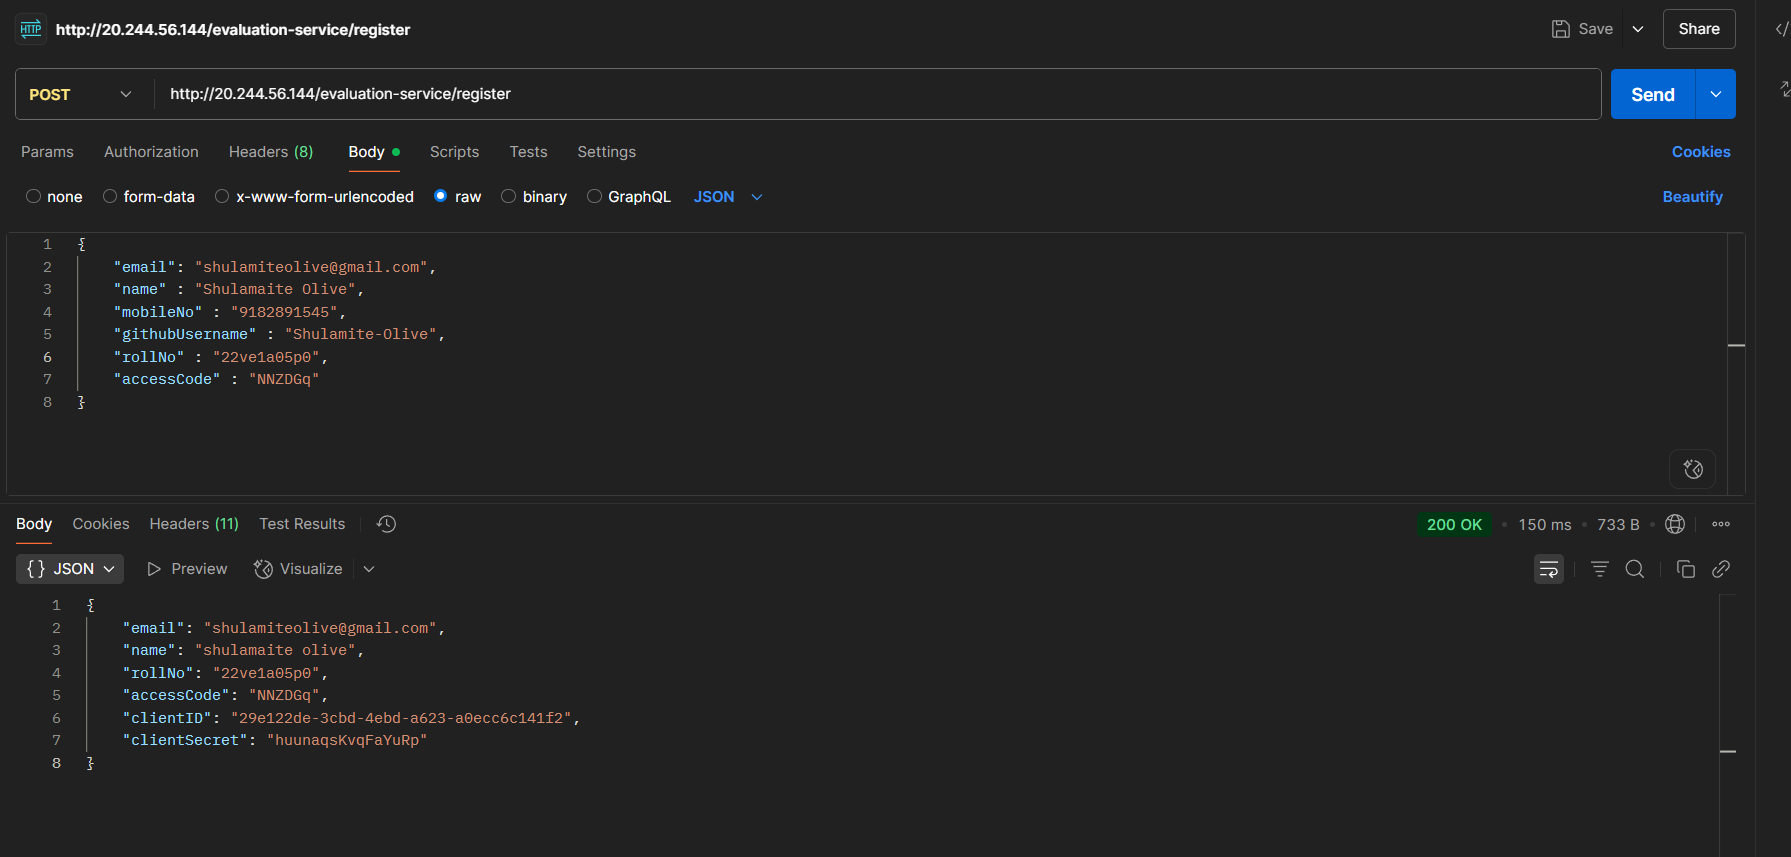 HTTP http://20.244.56.144/evaluation-service/register Save Share
POST http://20.244.56.144/evaluation-service/register Send
Params Authorization Headers (8) Body Scripts Tests Settings Cookies
none form-data x-www-form-urlencoded raw binary GraphQL JSON Beautify
1 {
2 "email": "shulamiteolive@gmail.com",
3 "name" : "Shulamaite Olive",
4 "mobileNo" : "9182891545",
5 "githubUsername" : "Shulamite-Olive",
6 "rollNo" : "22ve1a05p0",
7 "accessCode" : "NNZDGq"
8 }
Body Cookies Headers (11) Test Results 200 OK • 150 ms • 733 B •
{} JSON Preview Visualize
1 {
2 "email": "shulamiteolive@gmail.com",
3 "name": "shulamaite olive",
4 "rollNo": "22ve1a05p0",
5 "accessCode": "NNZDGq",
6 "clientID": "29e122de-3cbd-4ebd-a623-a0ecc6c141f2",
7 "clientSecret": "huunaqsKvqFaYuRp"
8 }